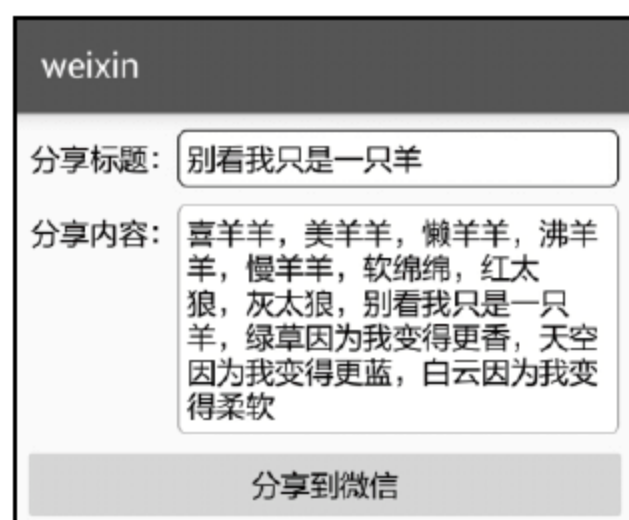 weixin
分享标题： 别看我只是一只羊
分享内容： 喜羊羊，美羊羊，懒羊羊，沸羊
羊，慢羊羊，软绵绵，红太
狼，灰太狼，别看我只是一只
羊，绿草因为我变得更香，天空
因为我变得更蓝，白云因为我变
得柔软
分享到微信